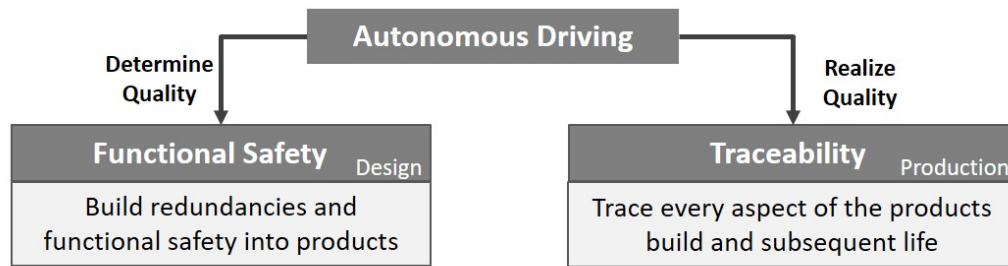 Autonomous Driving
Determine
Quality
Realize
Quality
Functional Safety
Design
Build redundancies and
functional safety into products
Traceability
Production
Trace every aspect of the products
build and subsequent life